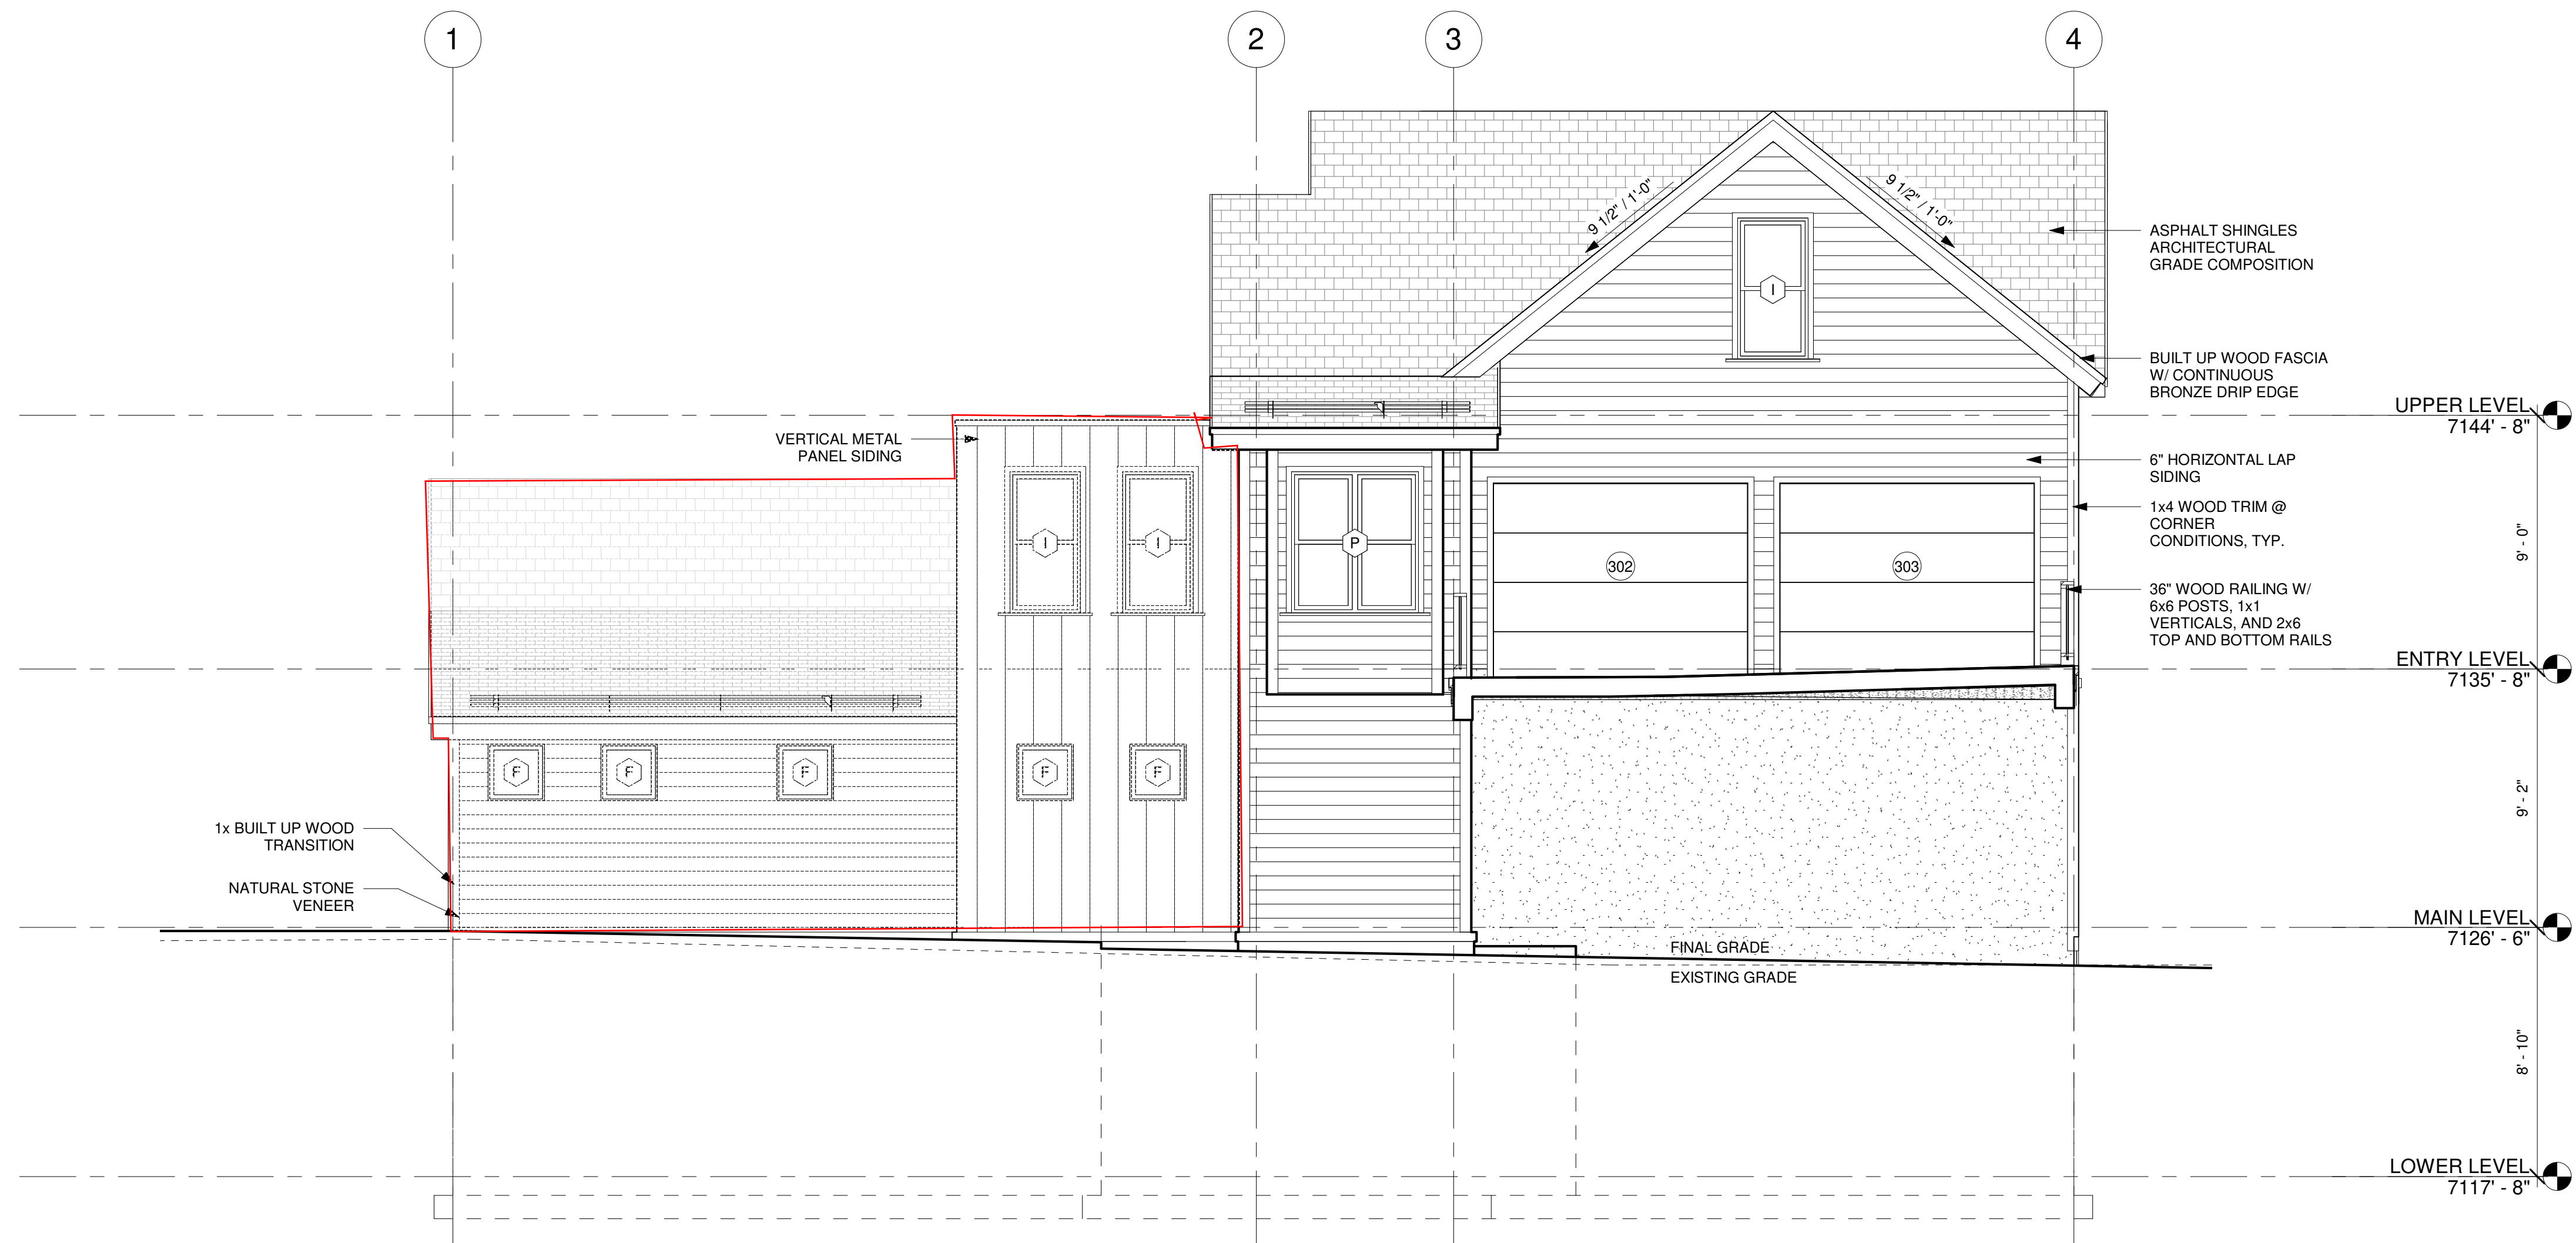 1
2
3
4
9 1/2" / 1'-0"
9 1/2" / 1'-0"
ASPHALT SHINGLES
ARCHITECTURAL
GRADE COMPOSITION
I
BUILT UP WOOD FASCIA
W/ CONTINUOUS
BRONZE DRIP EDGE
UPPER LEVEL
7144' - 8"
VERTICAL METAL
PANEL SIDING
6" HORIZONTAL LAP
SIDING
1x4 WOOD TRIM @
CORNER
CONDITIONS, TYP.
9' - 0"
I
I
P
302
303
36" WOOD RAILING W/
6x6 POSTS, 1x1
VERTICALS, AND 2x6
TOP AND BOTTOM RAILS
ENTRY LEVEL
7135' - 8"
F
F
F
F
F
9' - 2"
1x BUILT UP WOOD
TRANSITION
NATURAL STONE
VENEER
MAIN LEVEL
7126' - 6"
FINAL GRADE
EXISTING GRADE
8' - 10"
LOWER LEVEL
7117' - 8"